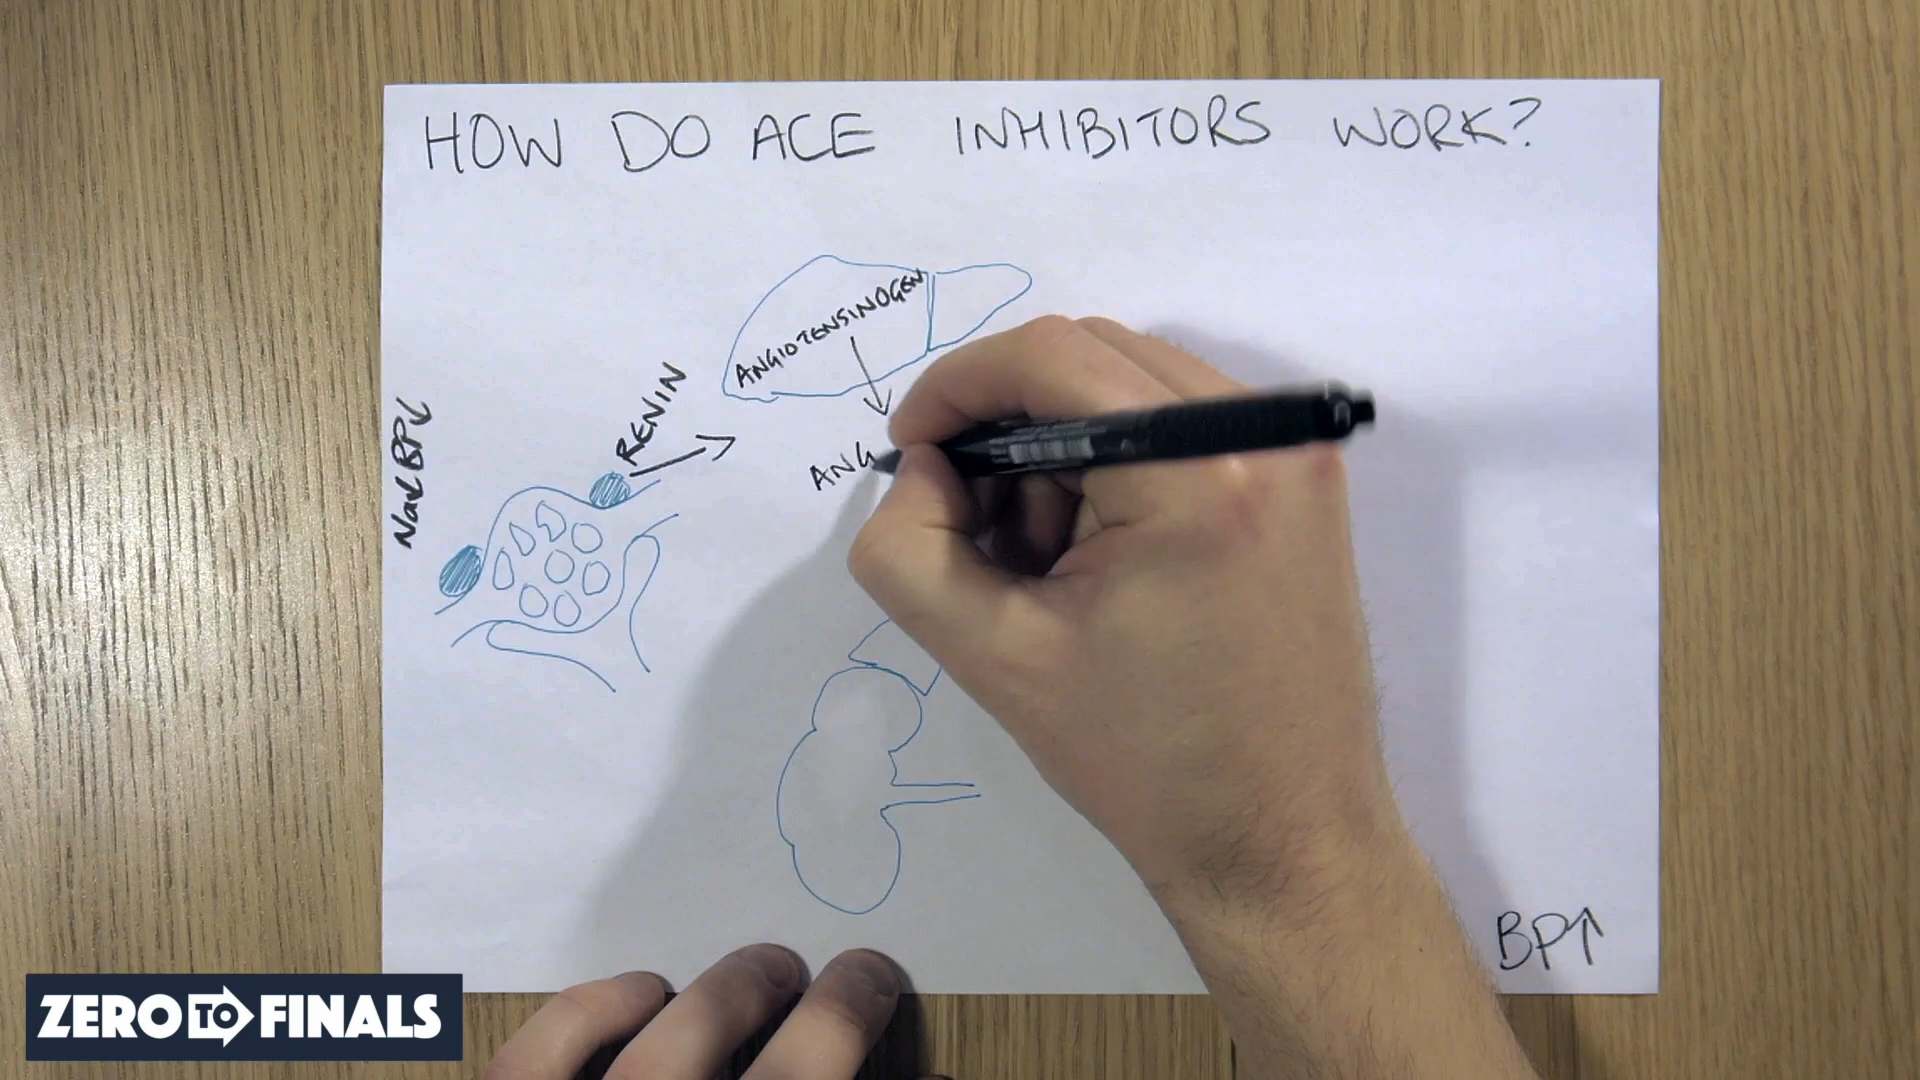 HOW DO ACE INHIBITORS WORK?
ANGIOTENSINOGEN
RENIN
Na↓ BP↓
ANG
BP↑
ZERO TO FINALS